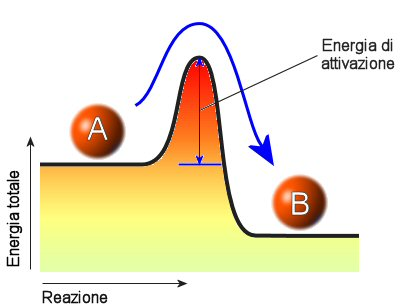 Energia di
attivazione
A
B
Energia totale
Reazione